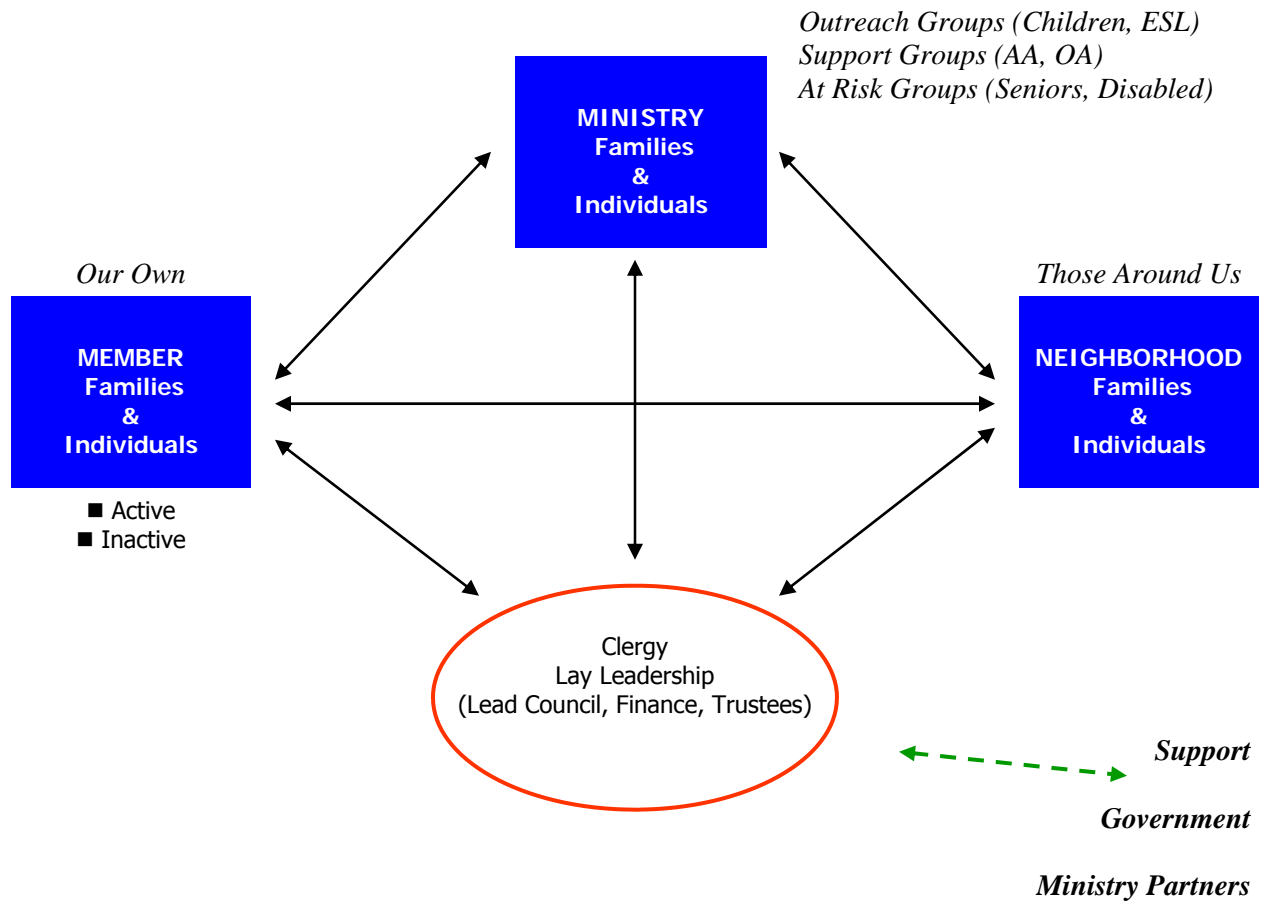 Outreach Groups (Children, ESL)
Support Groups (AA, OA)
At Risk Groups (Seniors, Disabled)
MINISTRY
Families
&
Individuals
Our Own
MEMBER
Families
&
Individuals
■ Active
■ Inactive
Those Around Us
NEIGHBORHOOD
Families
&
Individuals
Clergy
Lay Leadership
(Lead Council, Finance, Trustees)
Support
Government
Ministry Partners